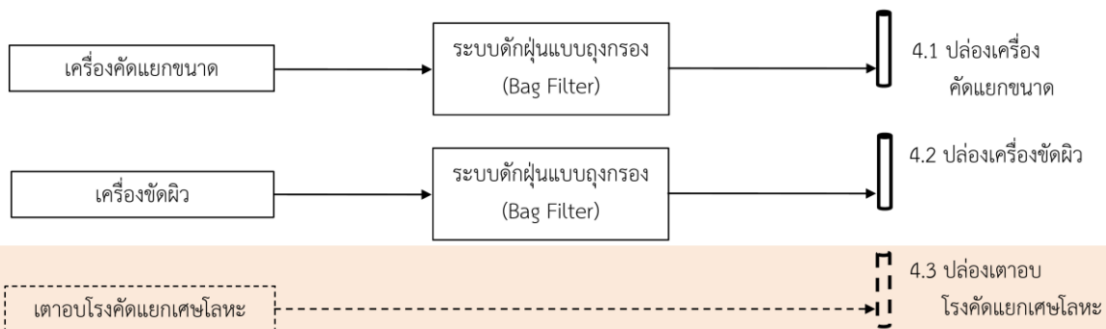 เครื่องคัดแยกขนาด
ระบบดักฝุ่นแบบถุงกรอง
(Bag Filter)
4.1 ปล่องเครื่อง
คัดแยกขนาด
เครื่องขัดผิว
ระบบดักฝุ่นแบบถุงกรอง
(Bag Filter)
4.2 ปล่องเครื่องขัดผิว
เตาอบโรงคัดแยกเศษโลหะ
4.3 ปล่องเตาอบ
โรงคัดแยกเศษโลหะ